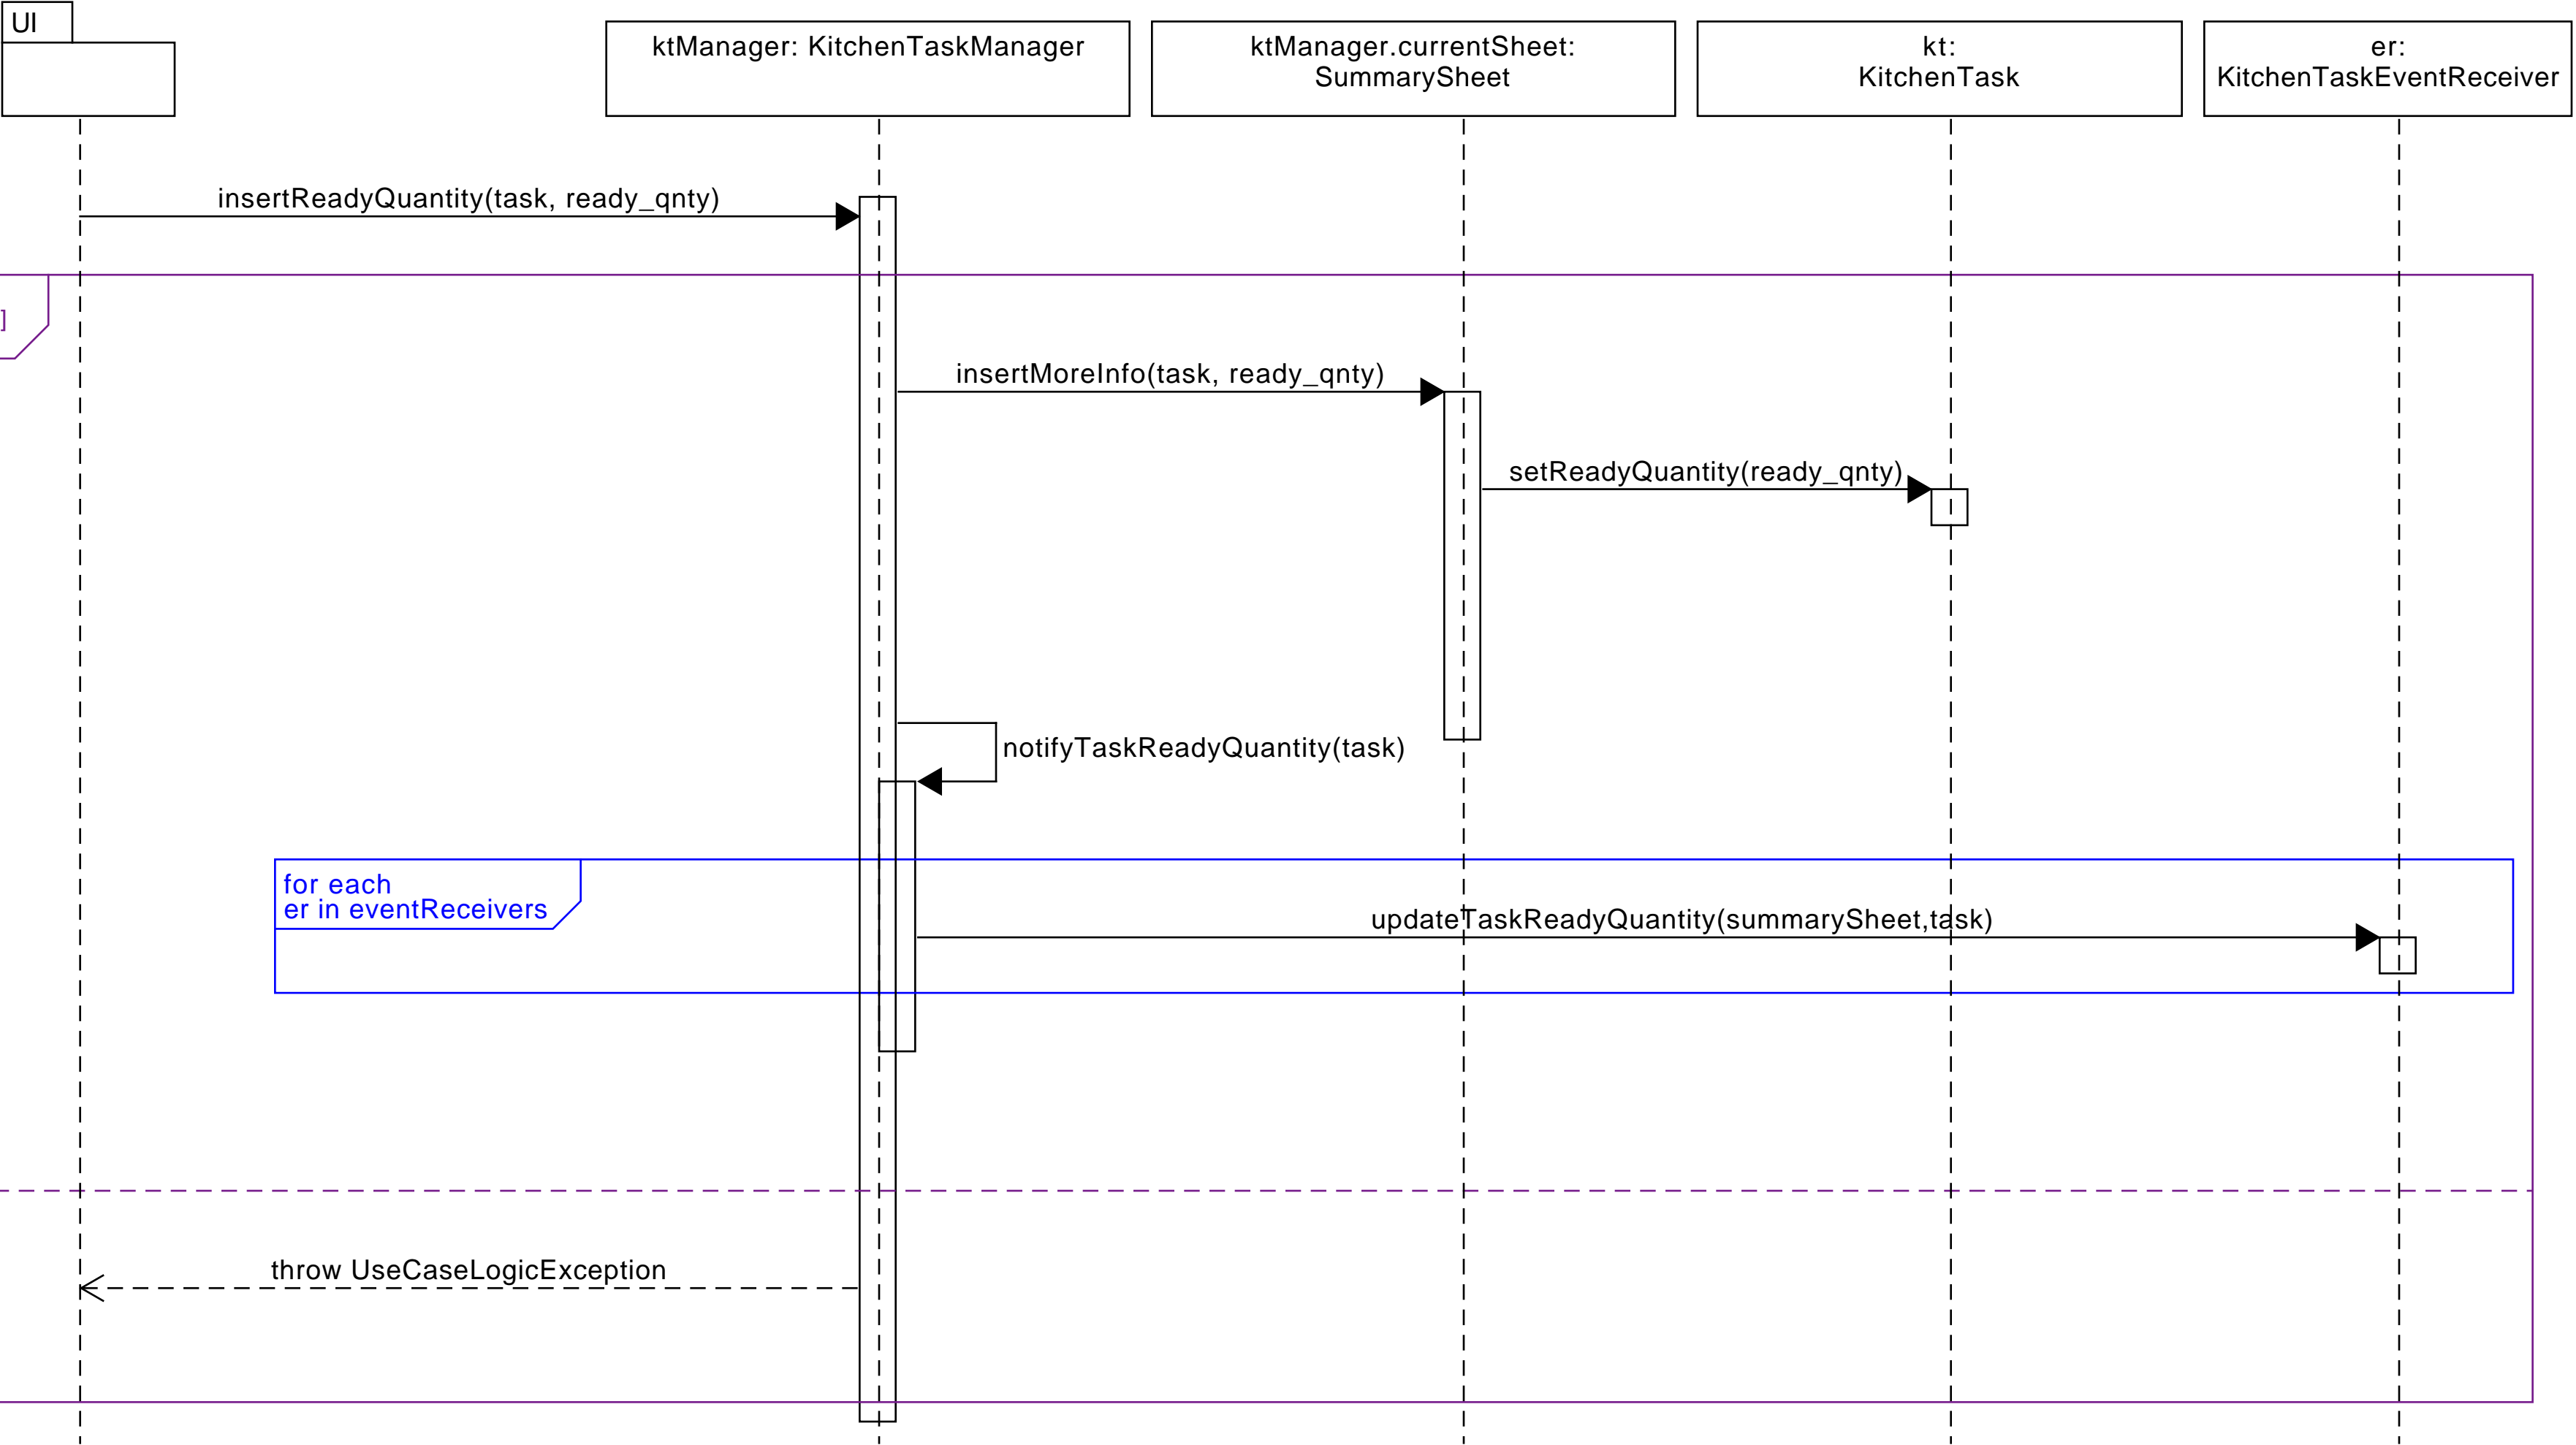 UI
ktManager: KitchenTaskManager
ktManager.currentSheet:
SummarySheet
kt:
KitchenTask
er:
KitchenTaskEventReceiver
insertReadyQuantity(task, ready_qnty)
]
insertMoreInfo(task, ready_qnty)
setReadyQuantity(ready_qnty)
notifyTaskReadyQuantity(task)
for each
er in eventReceivers
updateTaskReadyQuantity(summarySheet,task)
throw UseCaseLogicException